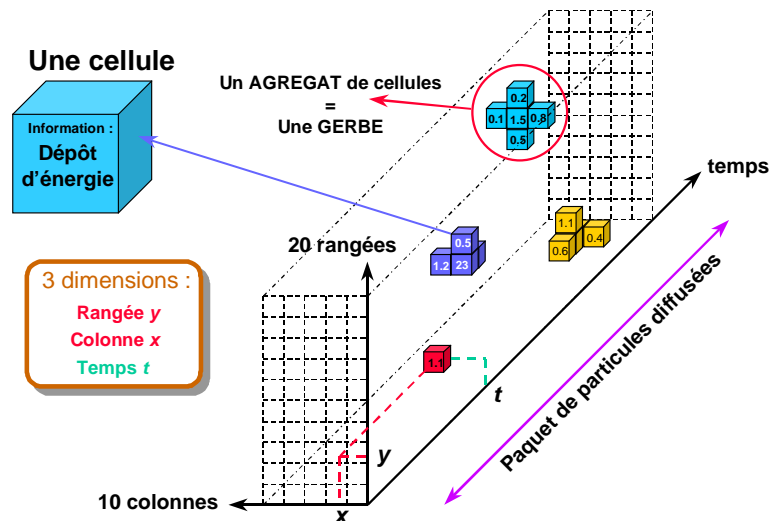 Une cellule
Information :
Dépôt
d'énergie
Un AGREGAT de cellules
=
Une GERBE
0.2
0.1 1.5 0.8
0.5
temps
20 rangées
0.5
1.2 23
1.1
0.6 0.4
3 dimensions :
Rangée y
Colonne x
Temps t
1.1
t
Paquet de particules diffusées
y
10 colonnes
x